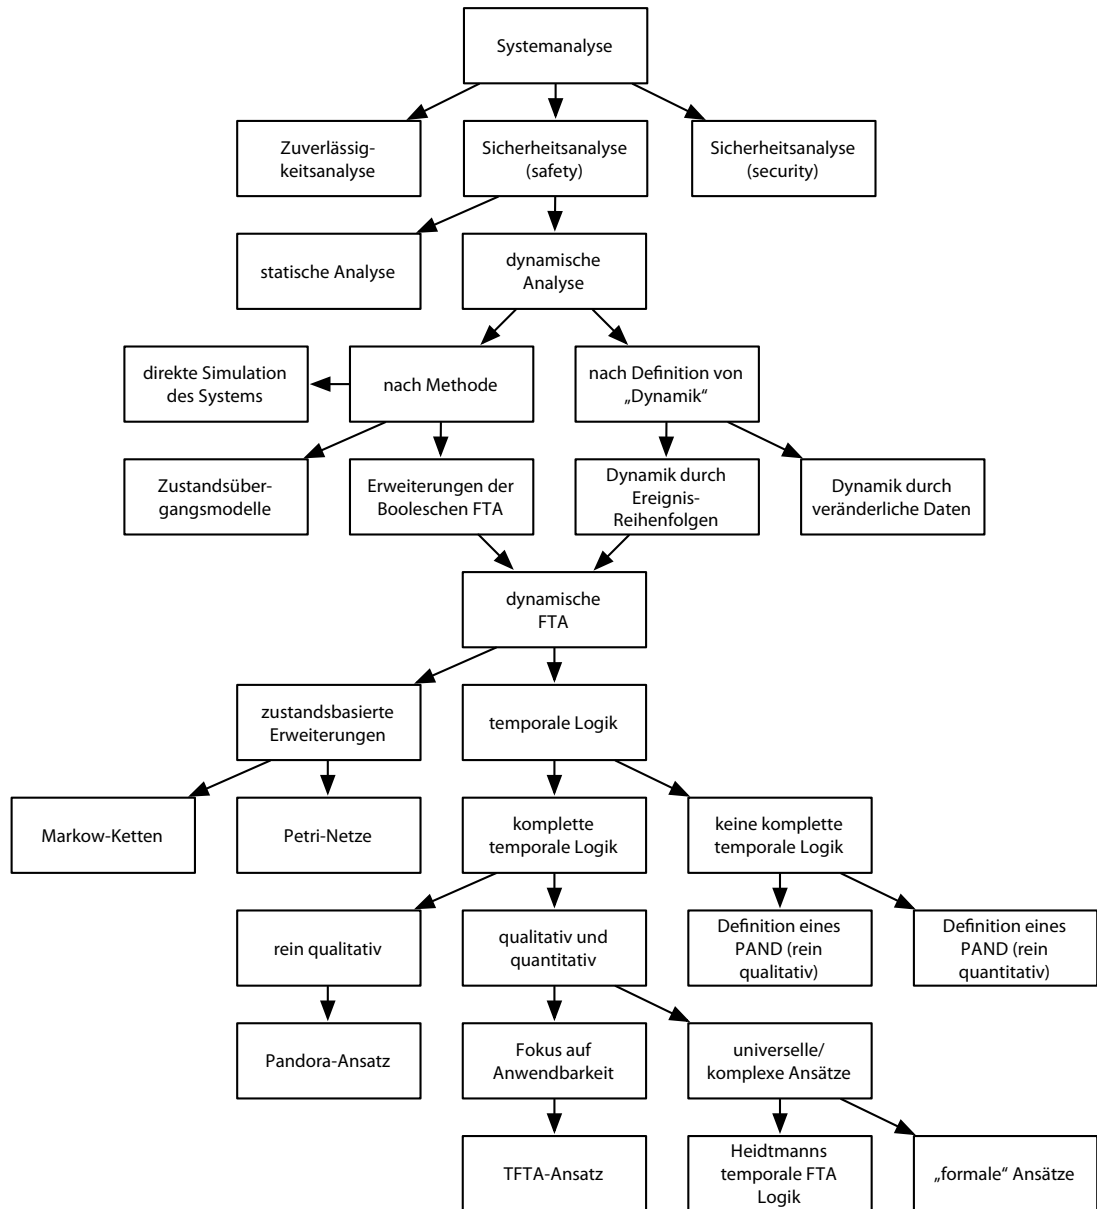 Systemanalyse
Zuverlässig-
keitsanalyse
Sicherheitsanalyse
(safety)
Sicherheitsanalyse
(security)
statische Analyse
dynamische
Analyse
direkte Simulation
des Systems
nach Methode
nach Definition von
„Dynamik“
Zustandsüber-
gangsmodelle
Erweiterungen der
Booleschen FTA
Dynamik durch
Ereignis-
Reihenfolgen
Dynamik durch
veränderliche Daten
dynamische
FTA
zustandsbasierte
Erweiterungen
temporale Logik
Markow-Ketten
Petri-Netze
komplette
temporale Logik
keine komplette
temporale Logik
rein qualitativ
qualitativ und
quantitativ
Definition eines
PAND (rein
qualitativ)
Definition eines
PAND (rein
quantitativ)
Pandora-Ansatz
Fokus auf
Anwendbarkeit
universelle/
komplexe Ansätze
TFTA-Ansatz
Heidtmanns
temporale FTA
Logik
„formale“ Ansätze